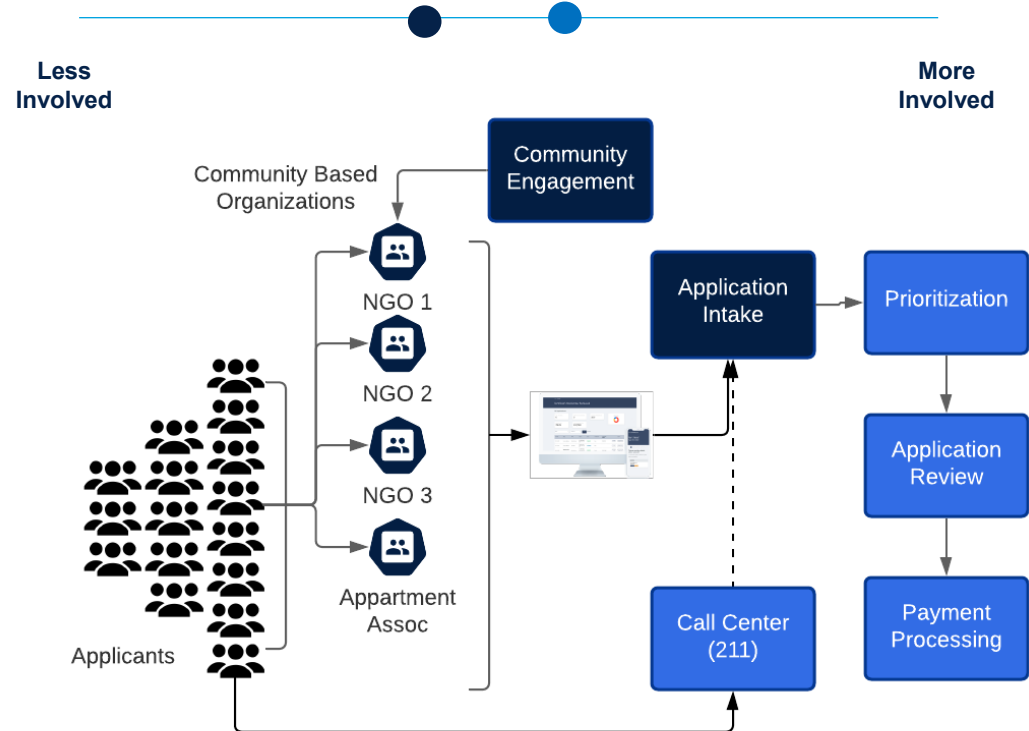 Less
Involved
More
Involved
Community
Engagement
Community Based
Organizations
NGO 1
NGO 2
NGO 3
Appartment
Assoc
Applicants
Application
Intake
Call Center
(211)
Prioritization
Application
Review
Payment
Processing